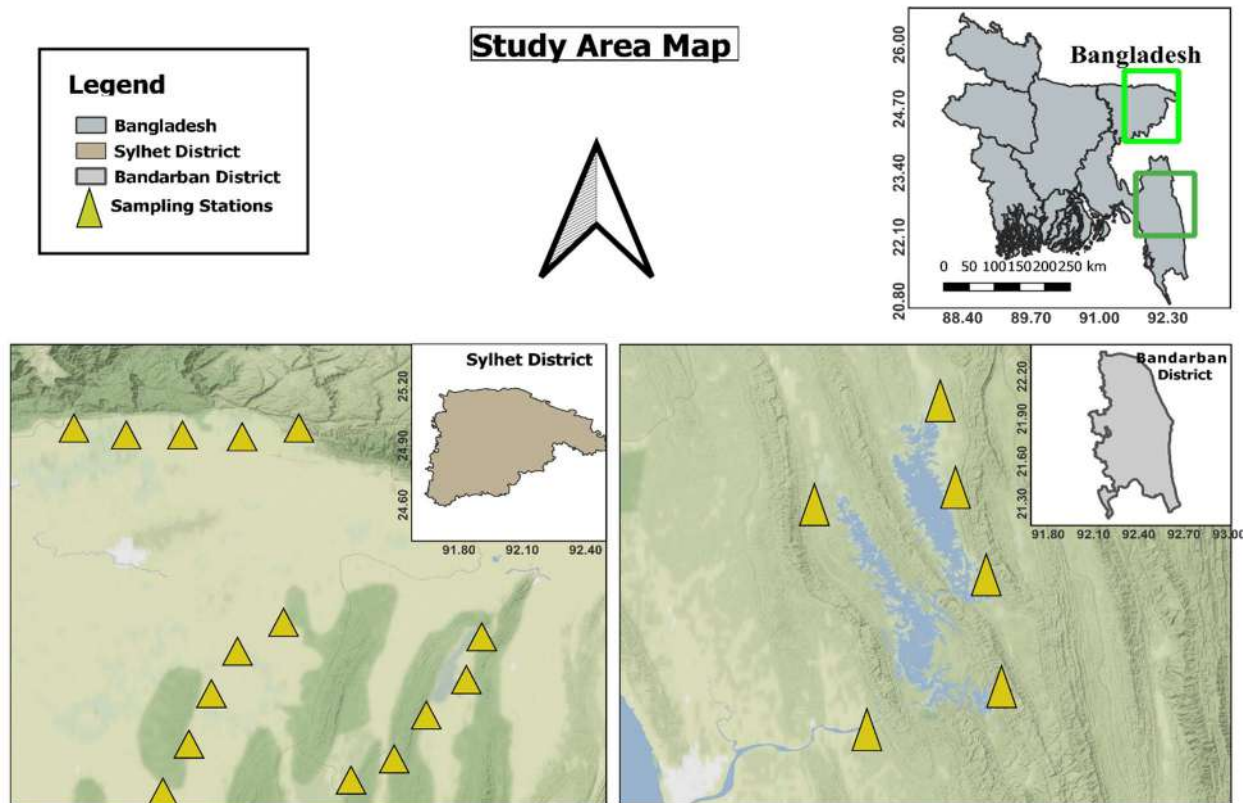 Study Area Map
Legend
Bangladesh
Sylhet District
Bandarban District
Sampling Stations
Bangladesh
26.00
24.70
23.40
22.10
20.80
0 50 100 150 200 250 km
88.40 89.70 91.00 92.30
Sylhet District
25.20
24.90
24.60
91.80 92.10 92.40
Bandarban
District
22.20
21.90
21.60
21.30
91.80 92.10 92.40 92.70 93.00